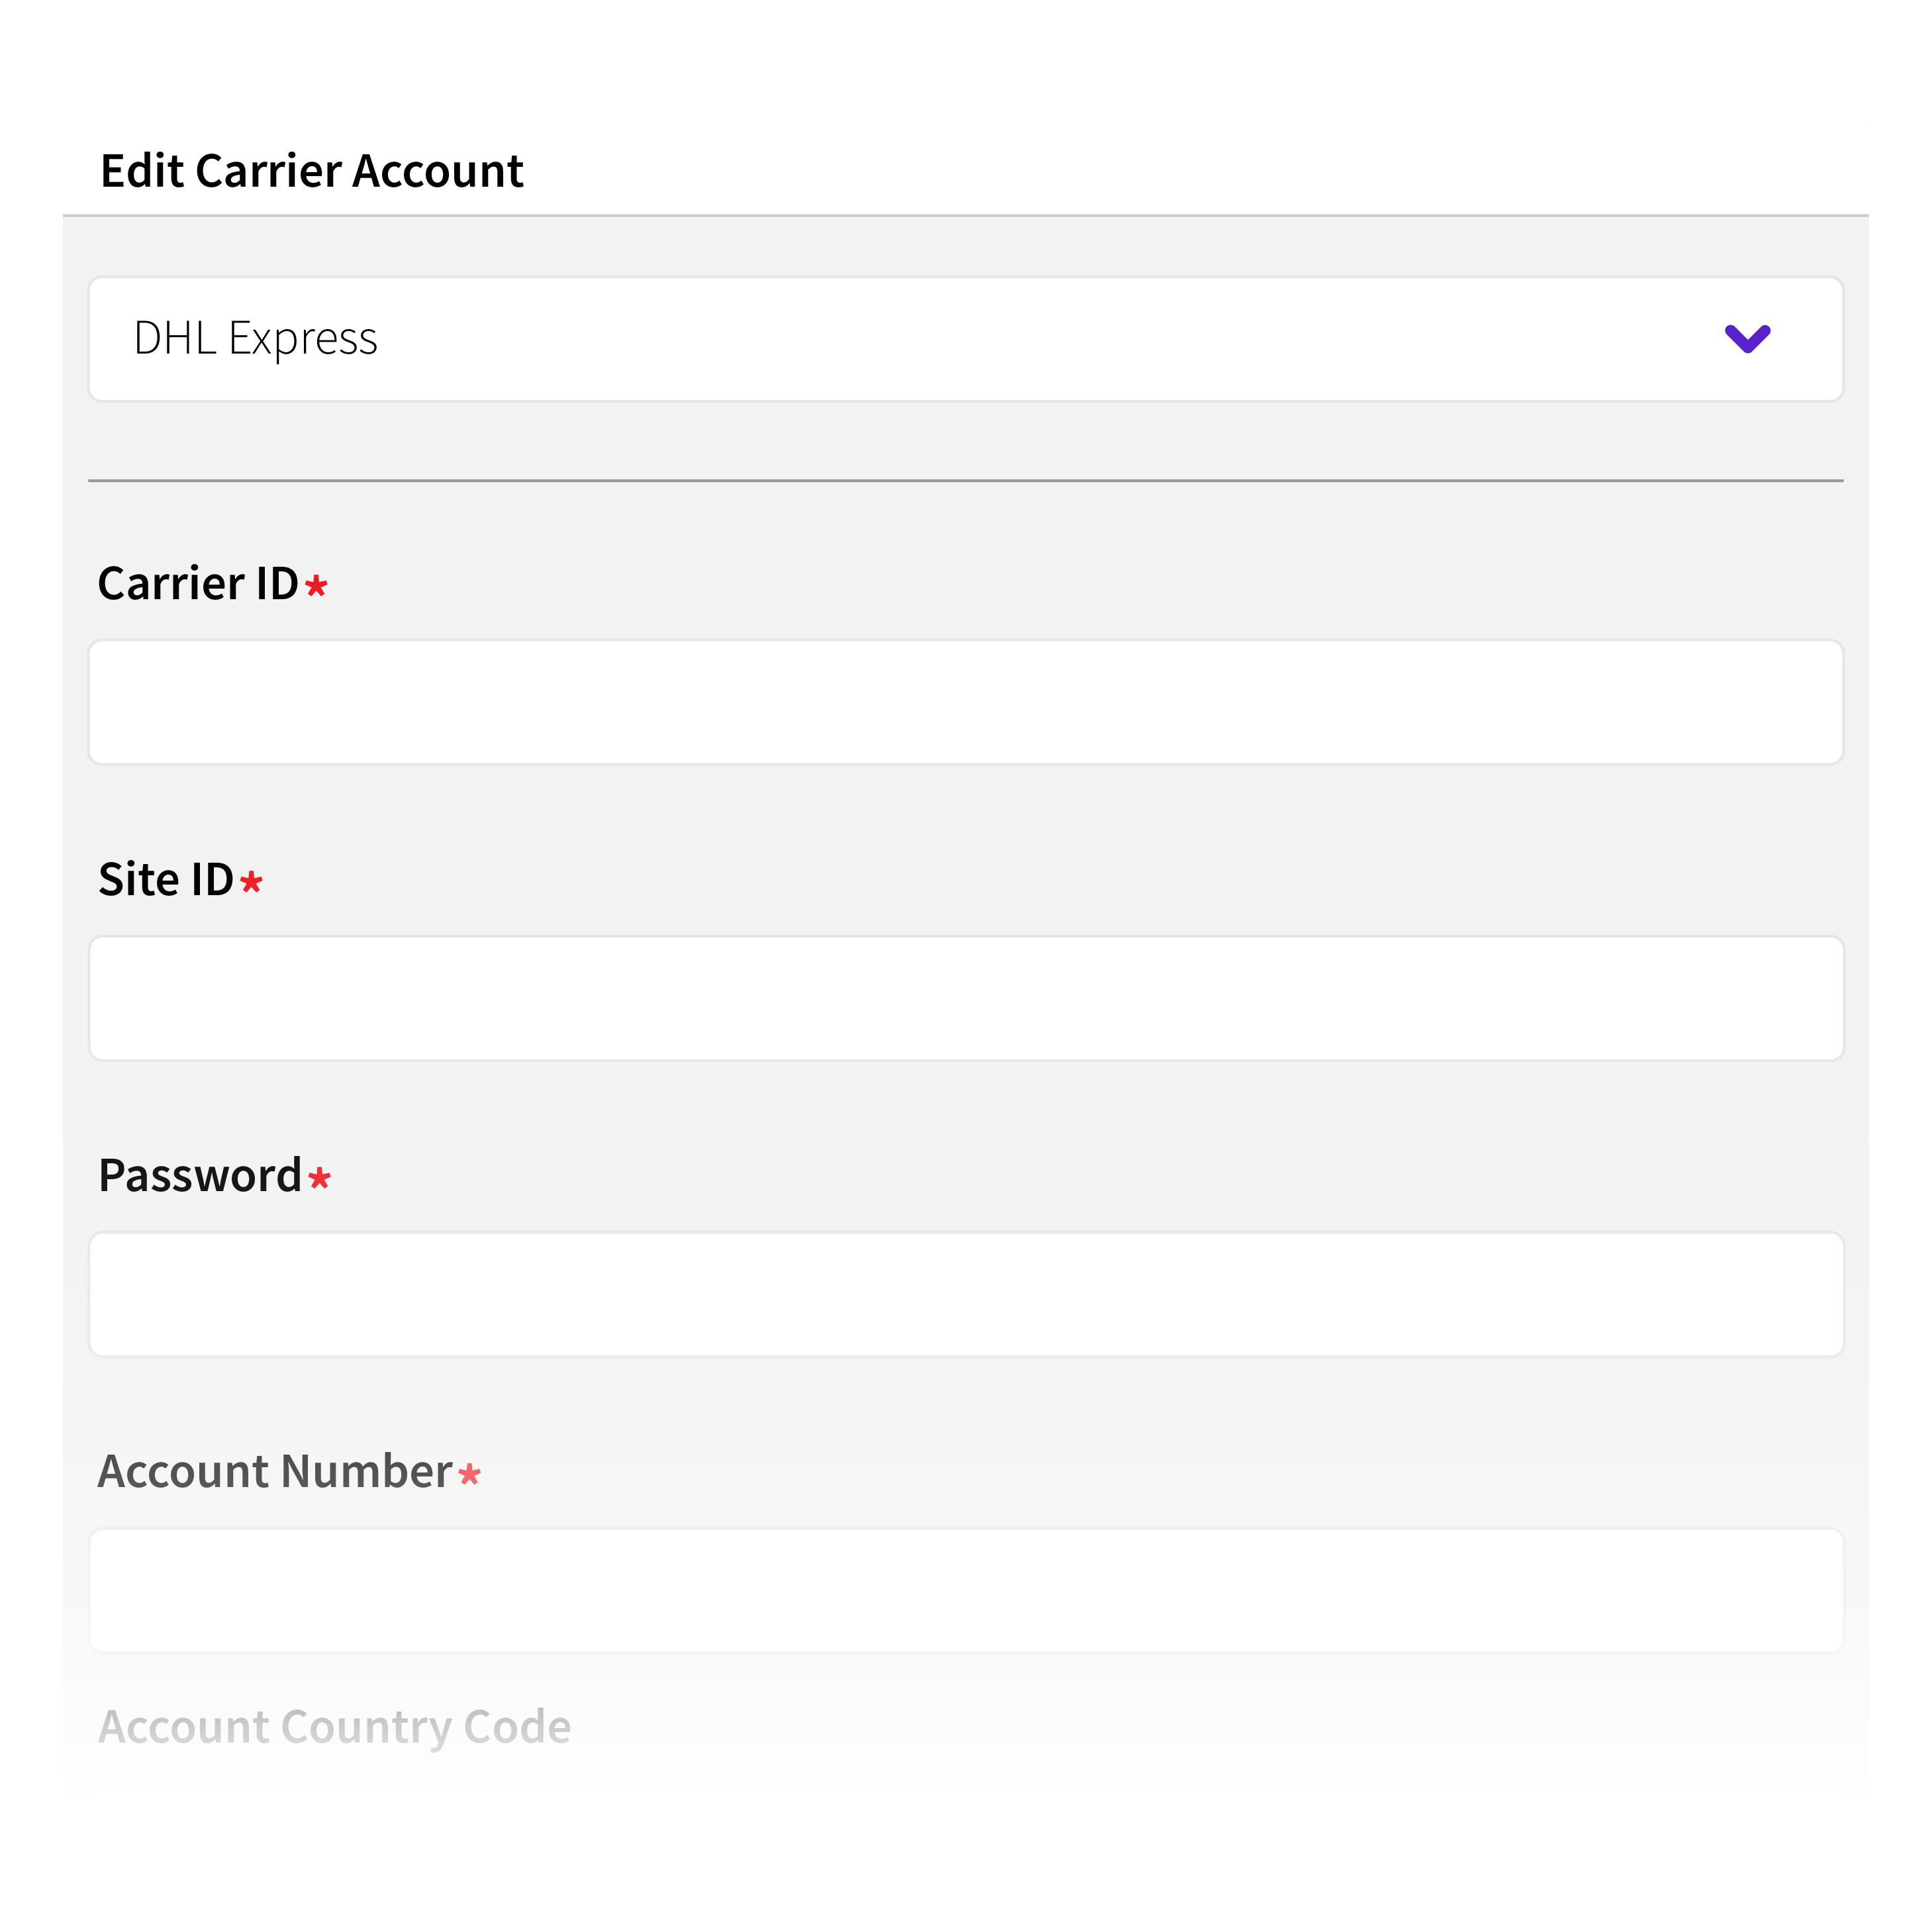 Edit Carrier Account
DHL Express
Carrier ID*
Site ID*
Password*
Account Number*
Account Country Code